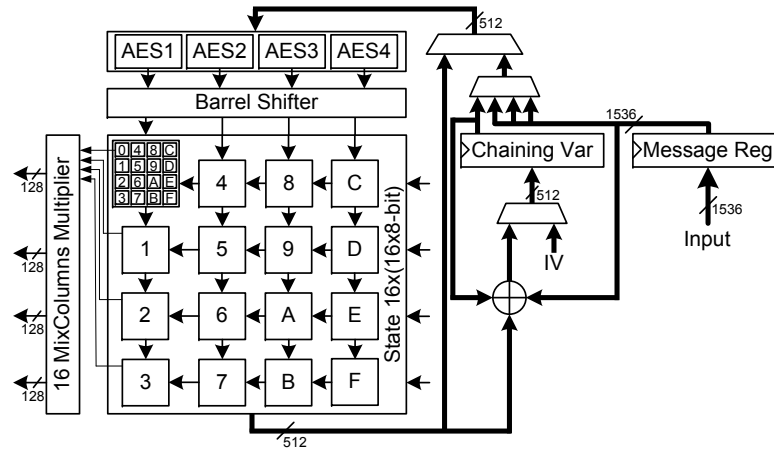 512
AES1 AES2 AES3 AES4
Barrel Shifter
1536
0 4 8 C
1 5 9 D
2 6 A E
3 7 B F
4 8 C
Chaining Var
Message Reg
128
512
1536
Input
1 5 9 D
128
IV
2 6 A E
128
3 7 B F
128
16 MixColumns Multiplier
State 16x(16x8-bit)
512